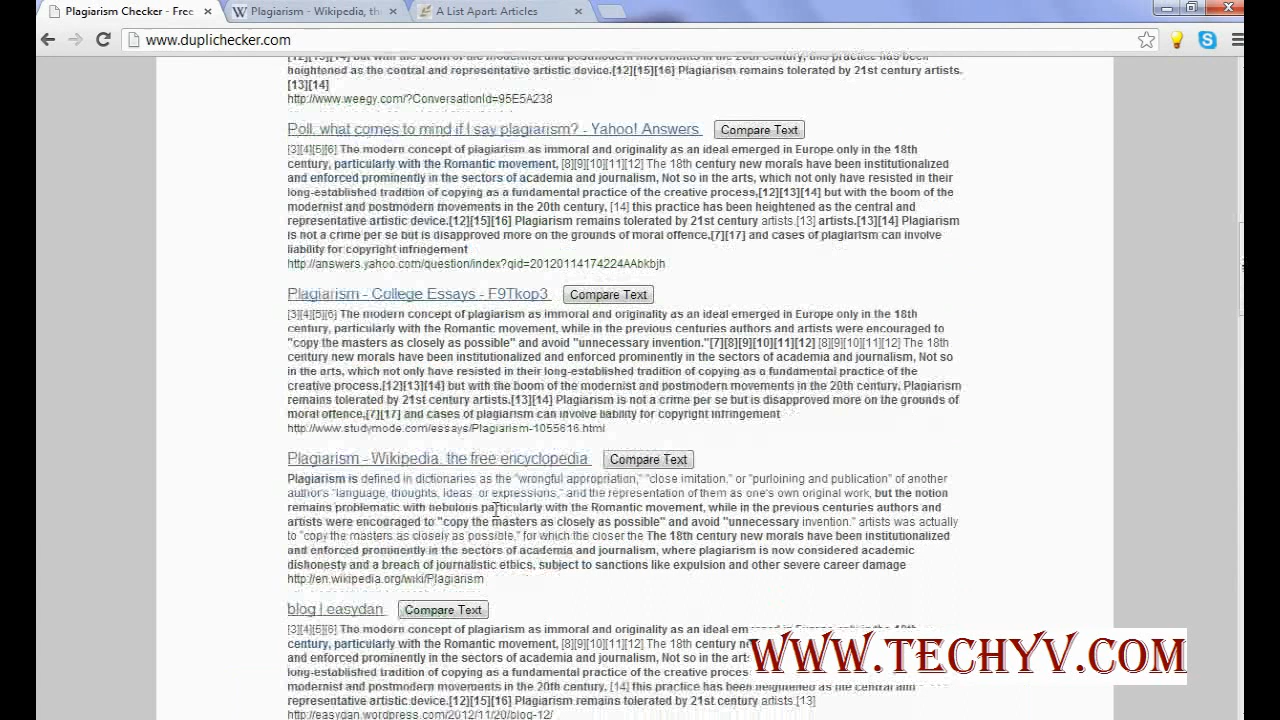 Plagiarism Checker - Free
Plagiarism - Wikipedia, th
A List Apart: Articles
www.duplichecker.com
heightened as the central and representative artistic device.[12][15][16] Plagiarism remains tolerated by 21st century artists.
[13][14]
http://www.weegy.com/?ConversationId=95E5A238
Poll, what comes to mind if I say plagiarism? - Yahoo! Answers Compare Text
[3][4][5][6] The modern concept of plagiarism as immoral and originality as an ideal emerged in Europe only in the 18th
century, particularly with the Romantic movement, [8][9][10][11][12] The 18th century new morals have been institutionalized
and enforced prominently in the sectors of academia and journalism, Not so in the arts, which not only have resisted in their
long-established tradition of copying as a fundamental practice of the creative process,[12][13][14] but with the boom of the
modernist and postmodern movements in the 20th century, [14] this practice has been heightened as the central and
representative artistic device.[12][15][16] Plagiarism remains tolerated by 21st century artists.[13] artists.[13][14] Plagiarism
is not a crime per se but is disapproved more on the grounds of moral offence,[7][17] and cases of plagiarism can involve
liability for copyright infringement
http://answers.yahoo.com/question/index?qid=20120114174224AAbkbjh
Plagiarism - College Essays - F9Tkop3 Compare Text
[3][4][5][6] The modern concept of plagiarism as immoral and originality as an ideal emerged in Europe only in the 18th
century, particularly with the Romantic movement, while in the previous centuries authors and artists were encouraged to
"copy the masters as closely as possible" and avoid "unnecessary invention."[7][8][9][10][11][12] [8][9][10][11][12] The 18th
century new morals have been institutionalized and enforced prominently in the sectors of academia and journalism, Not so
in the arts, which not only have resisted in their long-established tradition of copying as a fundamental practice of the
creative process,[12][13][14] but with the boom of the modernist and postmodern movements in the 20th century, Plagiarism
remains tolerated by 21st century artists.[13][14] Plagiarism is not a crime per se but is disapproved more on the grounds of
moral offence,[7][17] and cases of plagiarism can involve liability for copyright infringement
http://www.studymode.com/essays/Plagiarism-1055616.html
Plagiarism - Wikipedia, the free encyclopedia Compare Text
Plagiarism is defined in dictionaries as the "wrongful appropriation," "close imitation," or "purloining and publication" of another
author's "language, thoughts, ideas, or expressions," and the representation of them as one's own original work, but the notion
remains problematic with nebulous particularly with the Romantic movement, while in the previous centuries authors and
artists were encouraged to "copy the masters as closely as possible" and avoid "unnecessary invention." artists was actually
to "copy the masters as closely as possible," for which the closer the The 18th century new morals have been institutionalized
and enforced prominently in the sectors of academia and journalism, where plagiarism is now considered academic
dishonesty and a breach of journalistic ethics, subject to sanctions like expulsion and other severe career damage
http://en.wikipedia.org/wiki/Plagiarism
blog | easydan Compare Text
[3][4][5][6] The modern concept of plagiarism as immoral and originality as an ideal emerged in Europe only in the 18th
century, particularly with the Romantic movement, [8][9][10][11][12] The 18th century ne
and enforced prominently in the sectors of academia and journalism, Not so in the arts
long-established tradition of copying as a fundamental practice of the creative proces
modernist and postmodern movements in the 20th century, [14] this practice has been heightened as the central and
representative artistic device.[12][15][16] Plagiarism remains tolerated by 21st century artists.[13]
http://easydan.wordpress.com/2012/11/20/blog-12/
WWW.TECHYV.COM